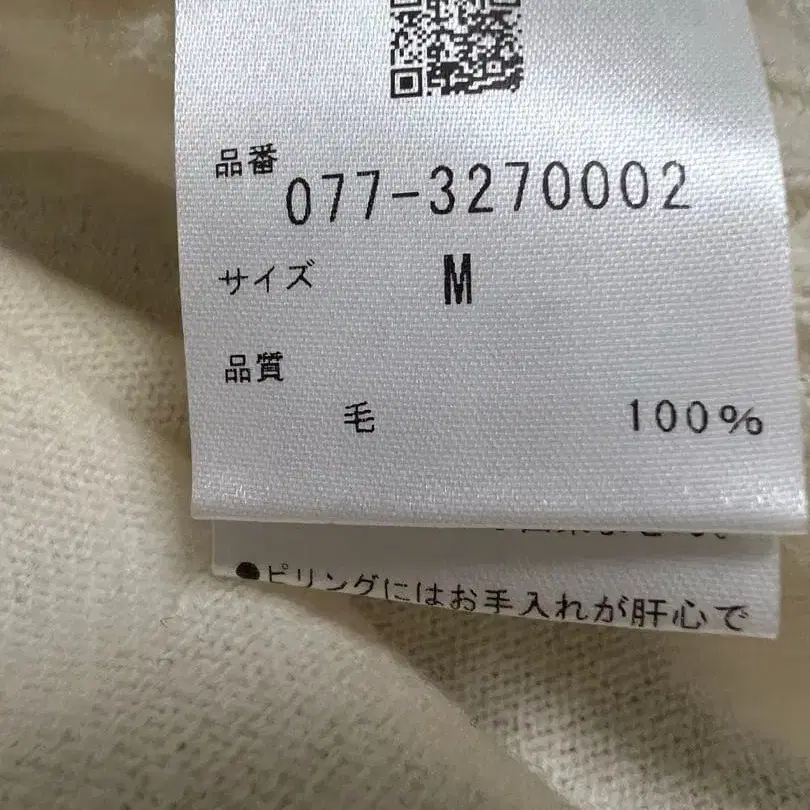 品番 077-3270002
サイズ M
品質
毛 100%
●ピリングにはお手入れが肝心で